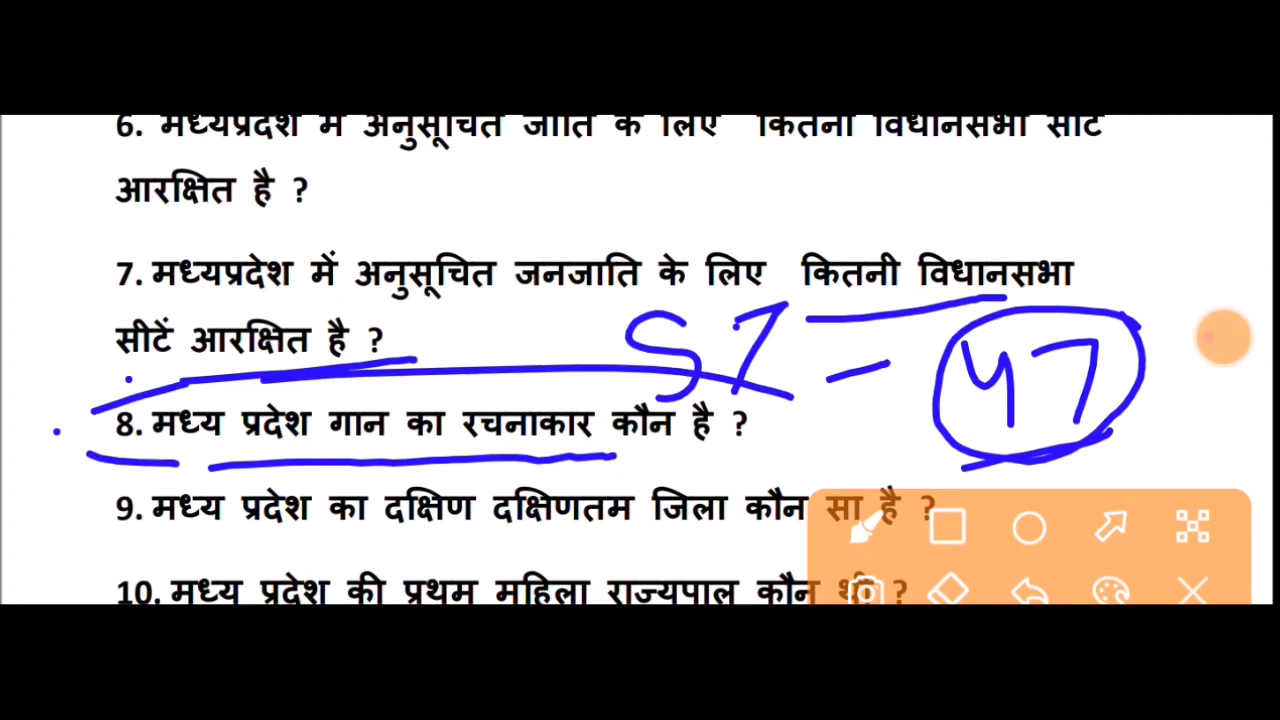 6. मध्यप्रदेश में अनुसूचित जाति के लिए कितनी विधानसभा सीटें
आरक्षित है ?
7. मध्यप्रदेश में अनुसूचित जनजाति के लिए कितनी विधानसभा
सीटें आरक्षित है ?
ST - 47
8. मध्य प्रदेश गान का रचनाकार कौन है ?
9. मध्य प्रदेश का दक्षिण दक्षिणतम जिला कौन सा है ?
10. मध्य प्रदेश की प्रथम महिला राज्यपाल कौन थी ?